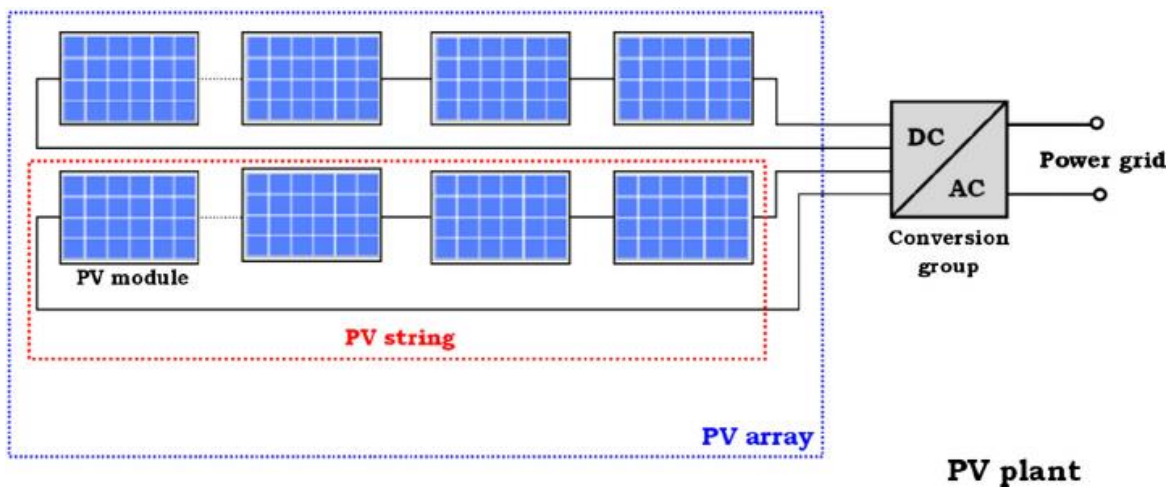 DC
AC
Power grid
Conversion
group
PV module
PV string
PV array
PV plant